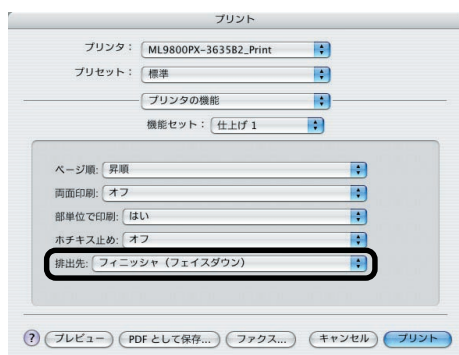 プリント
プリンタ： ML9800PX-3635B2_Print
プリセット： 標準
プリンタの機能
機能セット： 仕上げ 1
ページ順: 昇順
両面印刷: オフ
部単位で印刷: はい
ホチキス止め: オフ
排出先: フィニッシャ（フェイスダウン）
? プレビュー PDF として保存... ファクス... キャンセル プリント